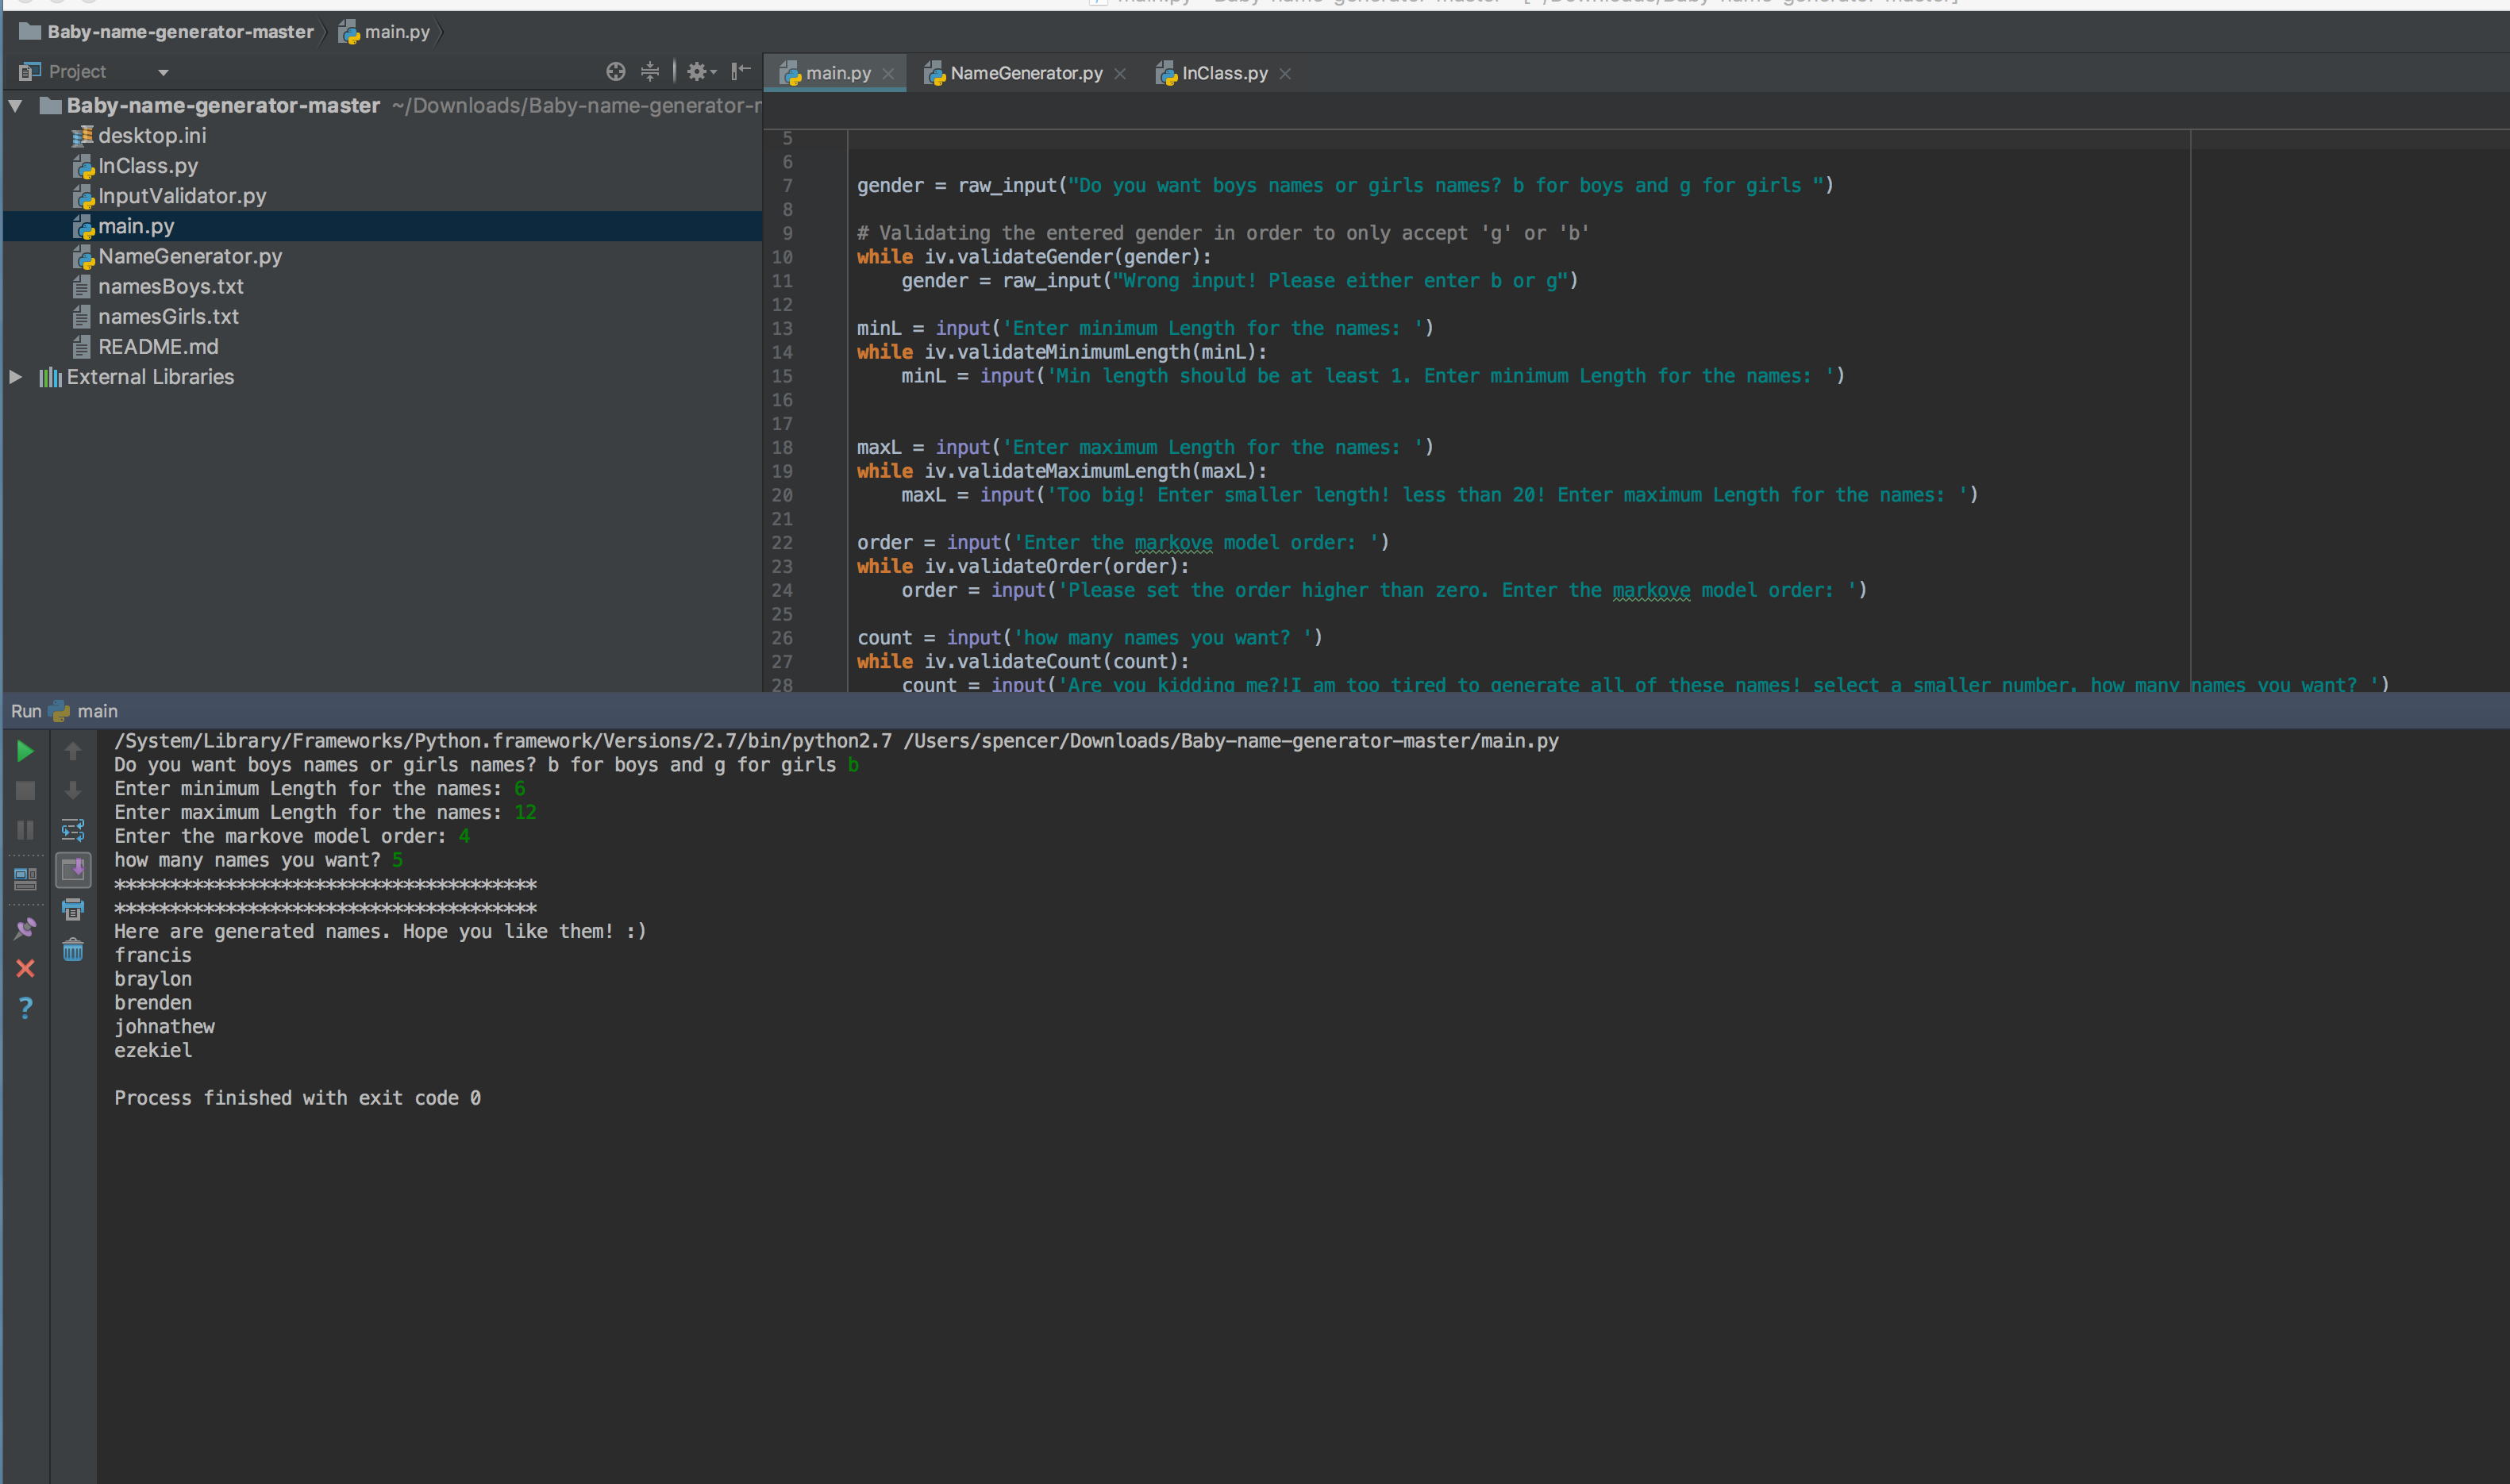 Baby-name-generator-master main.py
Project
Baby-name-generator-master ~/Downloads/Baby-name-generator-
desktop.ini
InClass.py
InputValidator.py
main.py
NameGenerator.py
namesBoys.txt
namesGirls.txt
README.md
External Libraries
main.py NameGenerator.py InClass.py
5
6
7 gender = raw_input("Do you want boys names or girls names? b for boys and g for girls ")
8
9 # Validating the entered gender in order to only accept 'g' or 'b'
10 while iv.validateGender(gender):
11 gender = raw_input("Wrong input! Please either enter b or g")
12
13 minL = input('Enter minimum Length for the names: ')
14 while iv.validateMinimumLength(minL):
15 minL = input('Min length should be at least 1. Enter minimum Length for the names: ')
16
17
18 maxL = input('Enter maximum Length for the names: ')
19 while iv.validateMaximumLength(maxL):
20 maxL = input('Too big! Enter smaller length! less than 20! Enter maximum Length for the names: ')
21
22 order = input('Enter the markove model order: ')
23 while iv.validateOrder(order):
24 order = input('Please set the order higher than zero. Enter the markove model order: ')
25
26 count = input('how many names you want? ')
27 while iv.validateCount(count):
28 count = input('Are you kidding me?!I am too tired to generate all of these names! select a smaller number. how many names you want? ')
Run main
/System/Library/Frameworks/Python.framework/Versions/2.7/bin/python2.7 /Users/spencer/Downloads/Baby-name-generator-master/main.py
Do you want boys names or girls names? b for boys and g for girls b
Enter minimum Length for the names: 6
Enter maximum Length for the names: 12
Enter the markove model order: 4
how many names you want? 5
**************************************
**************************************
Here are generated names. Hope you like them! :)
francis
braylon
brenden
johnathew
ezekiel
Process finished with exit code 0